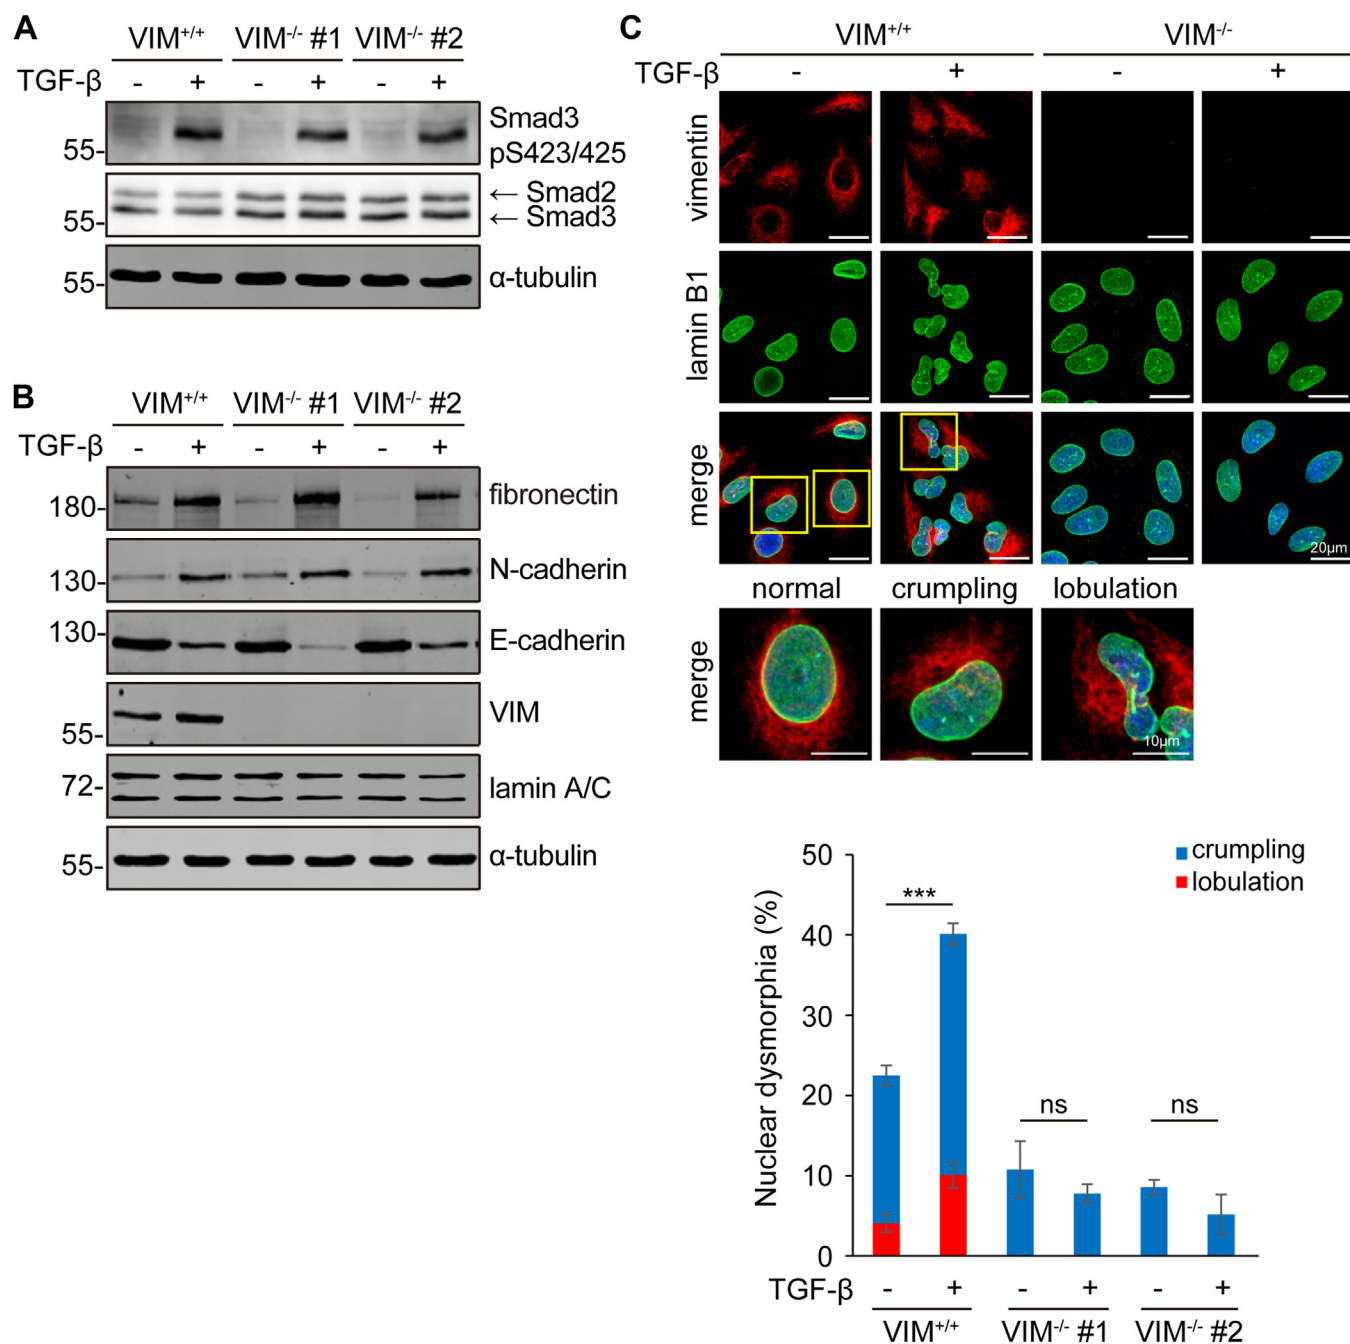 A
VIM+/+ VIM-/- #1 VIM-/- #2
TGF-β - + - + - +
55-
Smad3
pS423/425
55-
← Smad2
← Smad3
55-
α-tubulin
B
VIM+/+ VIM-/- #1 VIM-/- #2
TGF-β - + - + - +
180-
fibronectin
130-
N-cadherin
130-
E-cadherin
55-
VIM
72-
lamin A/C
55-
α-tubulin
C
VIM+/+ VIM-/-
TGF-β - + - +
vimentin
lamin B1
merge
20μm
normal crumpling lobulation
merge
10μm
crumpling
lobulation
Nuclear dysmorphia (%)
50
40
30
20
10
0
***
ns
ns
TGF-β - + - + - +
VIM+/+ VIM-/- #1 VIM-/- #2